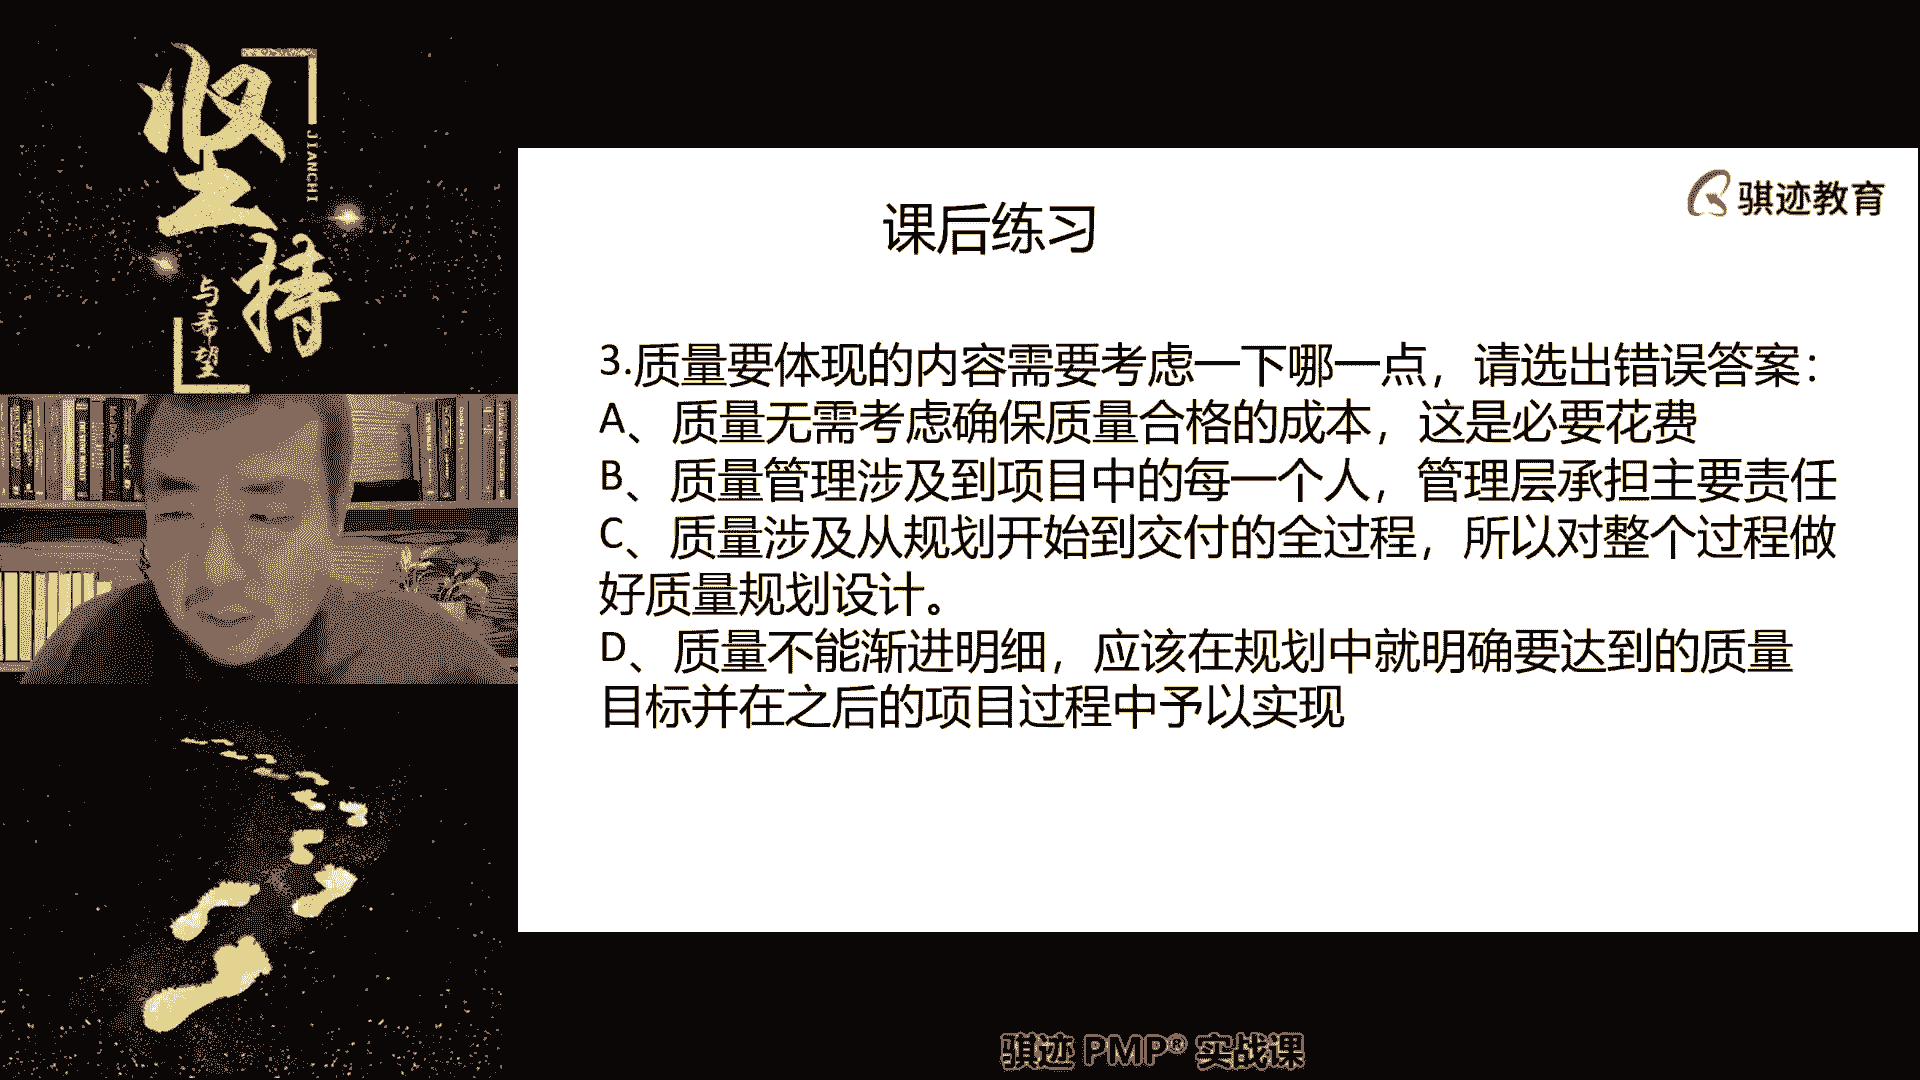 坚持
JIANCHI
与希望
骐迹教育
课后练习
3.质量要体现的内容需要考虑一下哪一点，请选出错误答案：
A、质量无需考虑确保质量合格的成本，这是必要花费
B、质量管理涉及到项目中的每一个人，管理层承担主要责任
C、质量涉及从规划开始到交付的全过程，所以对整个过程做
好质量规划设计。
D、质量不能渐进明细，应该在规划中就明确要达到的质量
目标并在之后的项目过程中予以实现
骐迹 PMP® 实战课